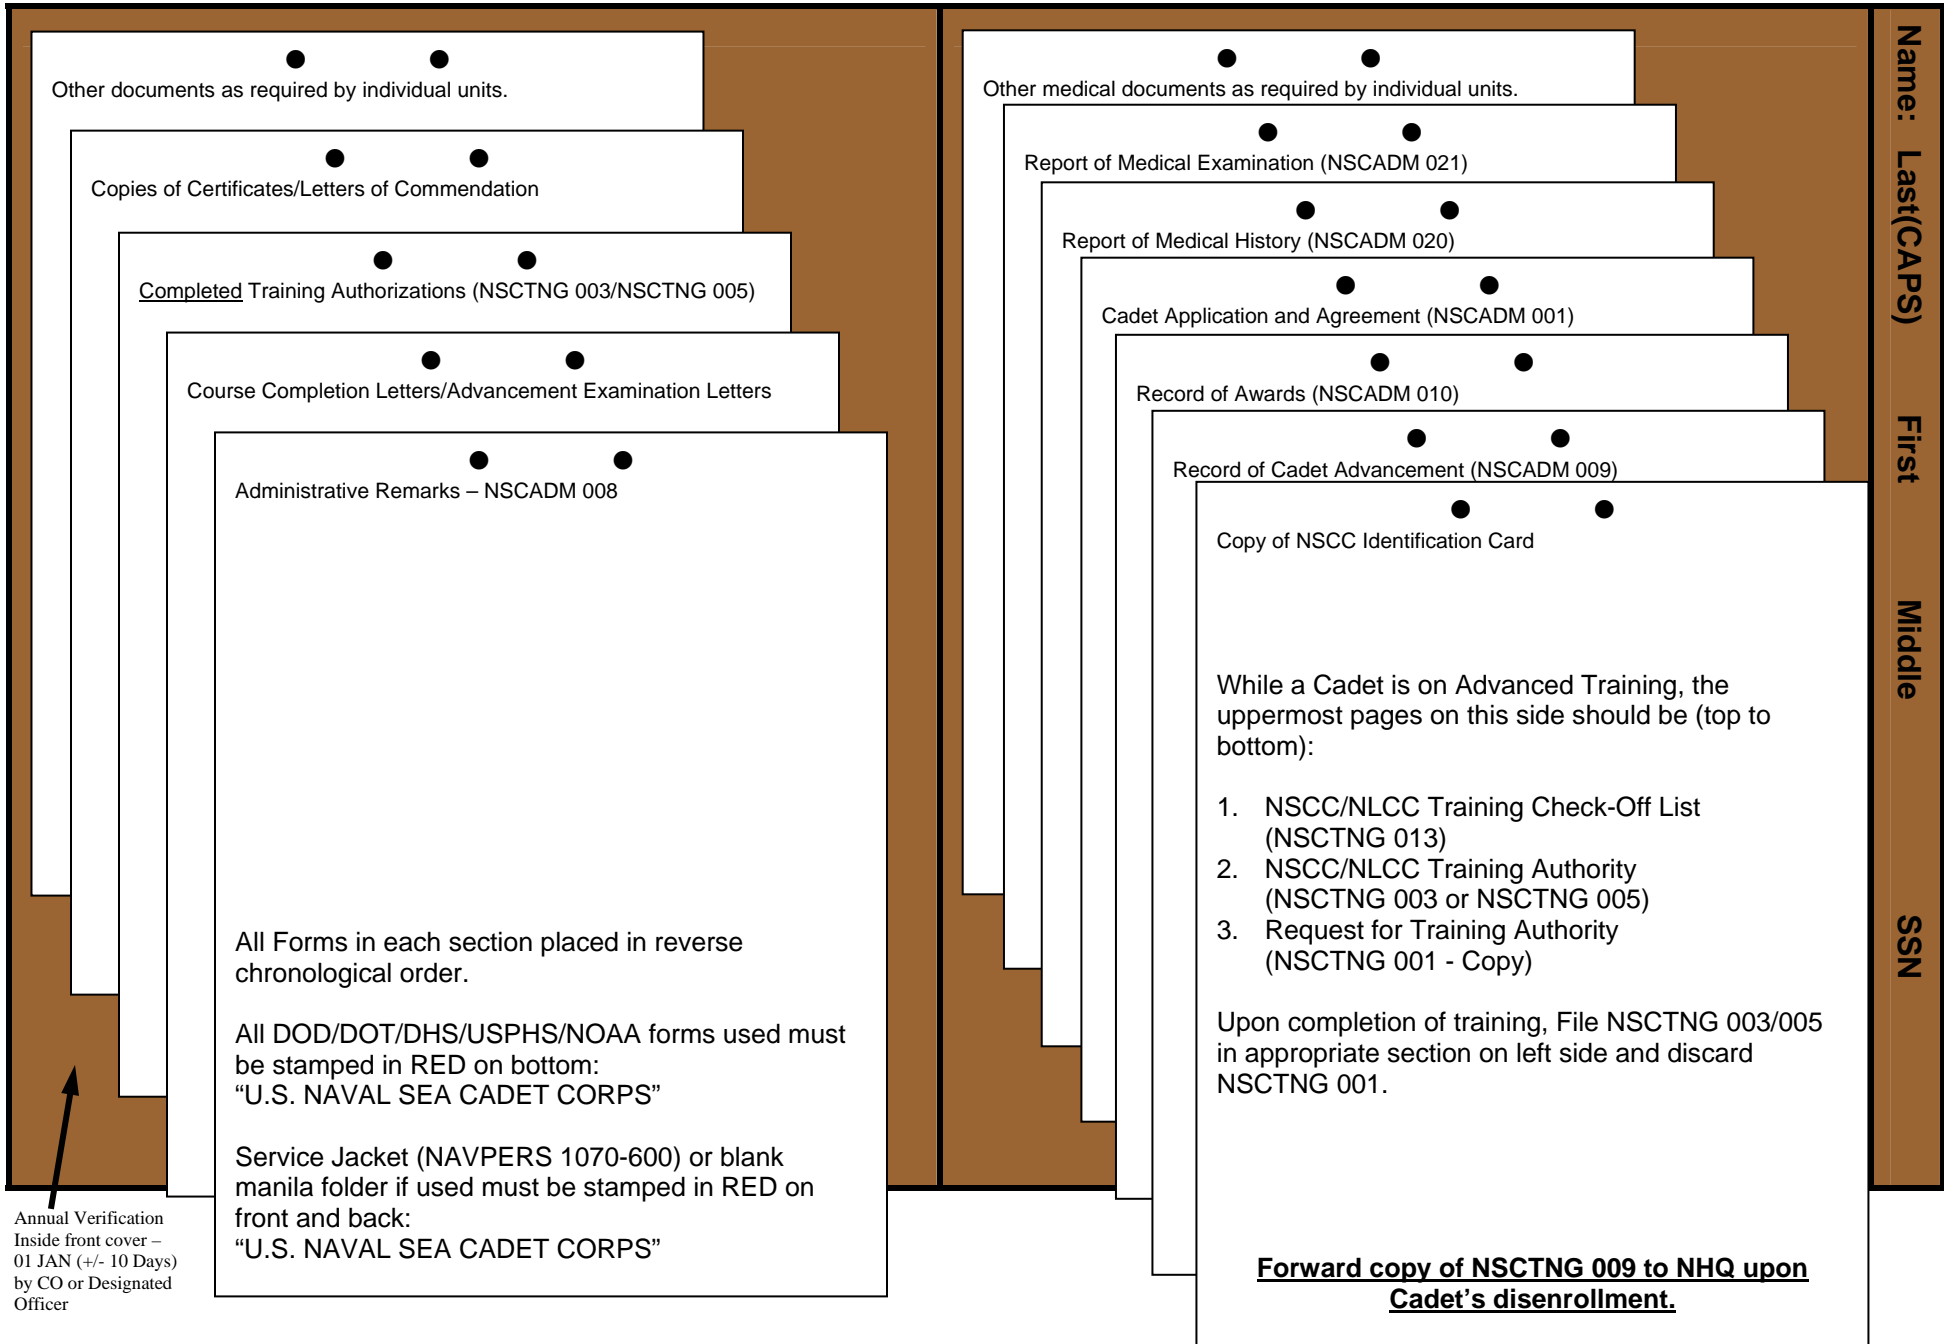 Other documents as required by individual units.
Copies of Certificates/Letters of Commendation
Completed Training Authorizations (NSCTNG 003/NSCTNG 005)
Course Completion Letters/Advancement Examination Letters
Administrative Remarks – NSCADM 008
All Forms in each section placed in reverse
chronological order.
All DOD/DOT/DHS/USPHS/NOAA forms used must
be stamped in RED on bottom:
“U.S. NAVAL SEA CADET CORPS”
Service Jacket (NAVPERS 1070-600) or blank
manila folder if used must be stamped in RED on
front and back:
“U.S. NAVAL SEA CADET CORPS”
Annual Verification
Inside front cover –
01 JAN (+/- 10 Days)
by CO or Designated
Officer
Other medical documents as required by individual units.
Report of Medical Examination (NSCADM 021)
Report of Medical History (NSCADM 020)
Cadet Application and Agreement (NSCADM 001)
Record of Awards (NSCADM 010)
Record of Cadet Advancement (NSCADM 009)
Copy of NSCC Identification Card
While a Cadet is on Advanced Training, the
uppermost pages on this side should be (top to
bottom):
1. NSCC/NLCC Training Check-Off List
(NSCTNG 013)
2. NSCC/NLCC Training Authority
(NSCTNG 003 or NSCTNG 005)
3. Request for Training Authority
(NSCTNG 001 - Copy)
Upon completion of training, File NSCTNG 003/005
in appropriate section on left side and discard
NSCTNG 001.
Forward copy of NSCTNG 009 to NHQ upon
Cadet’s disenrollment.
Name: Last(CAPS) First Middle SSN